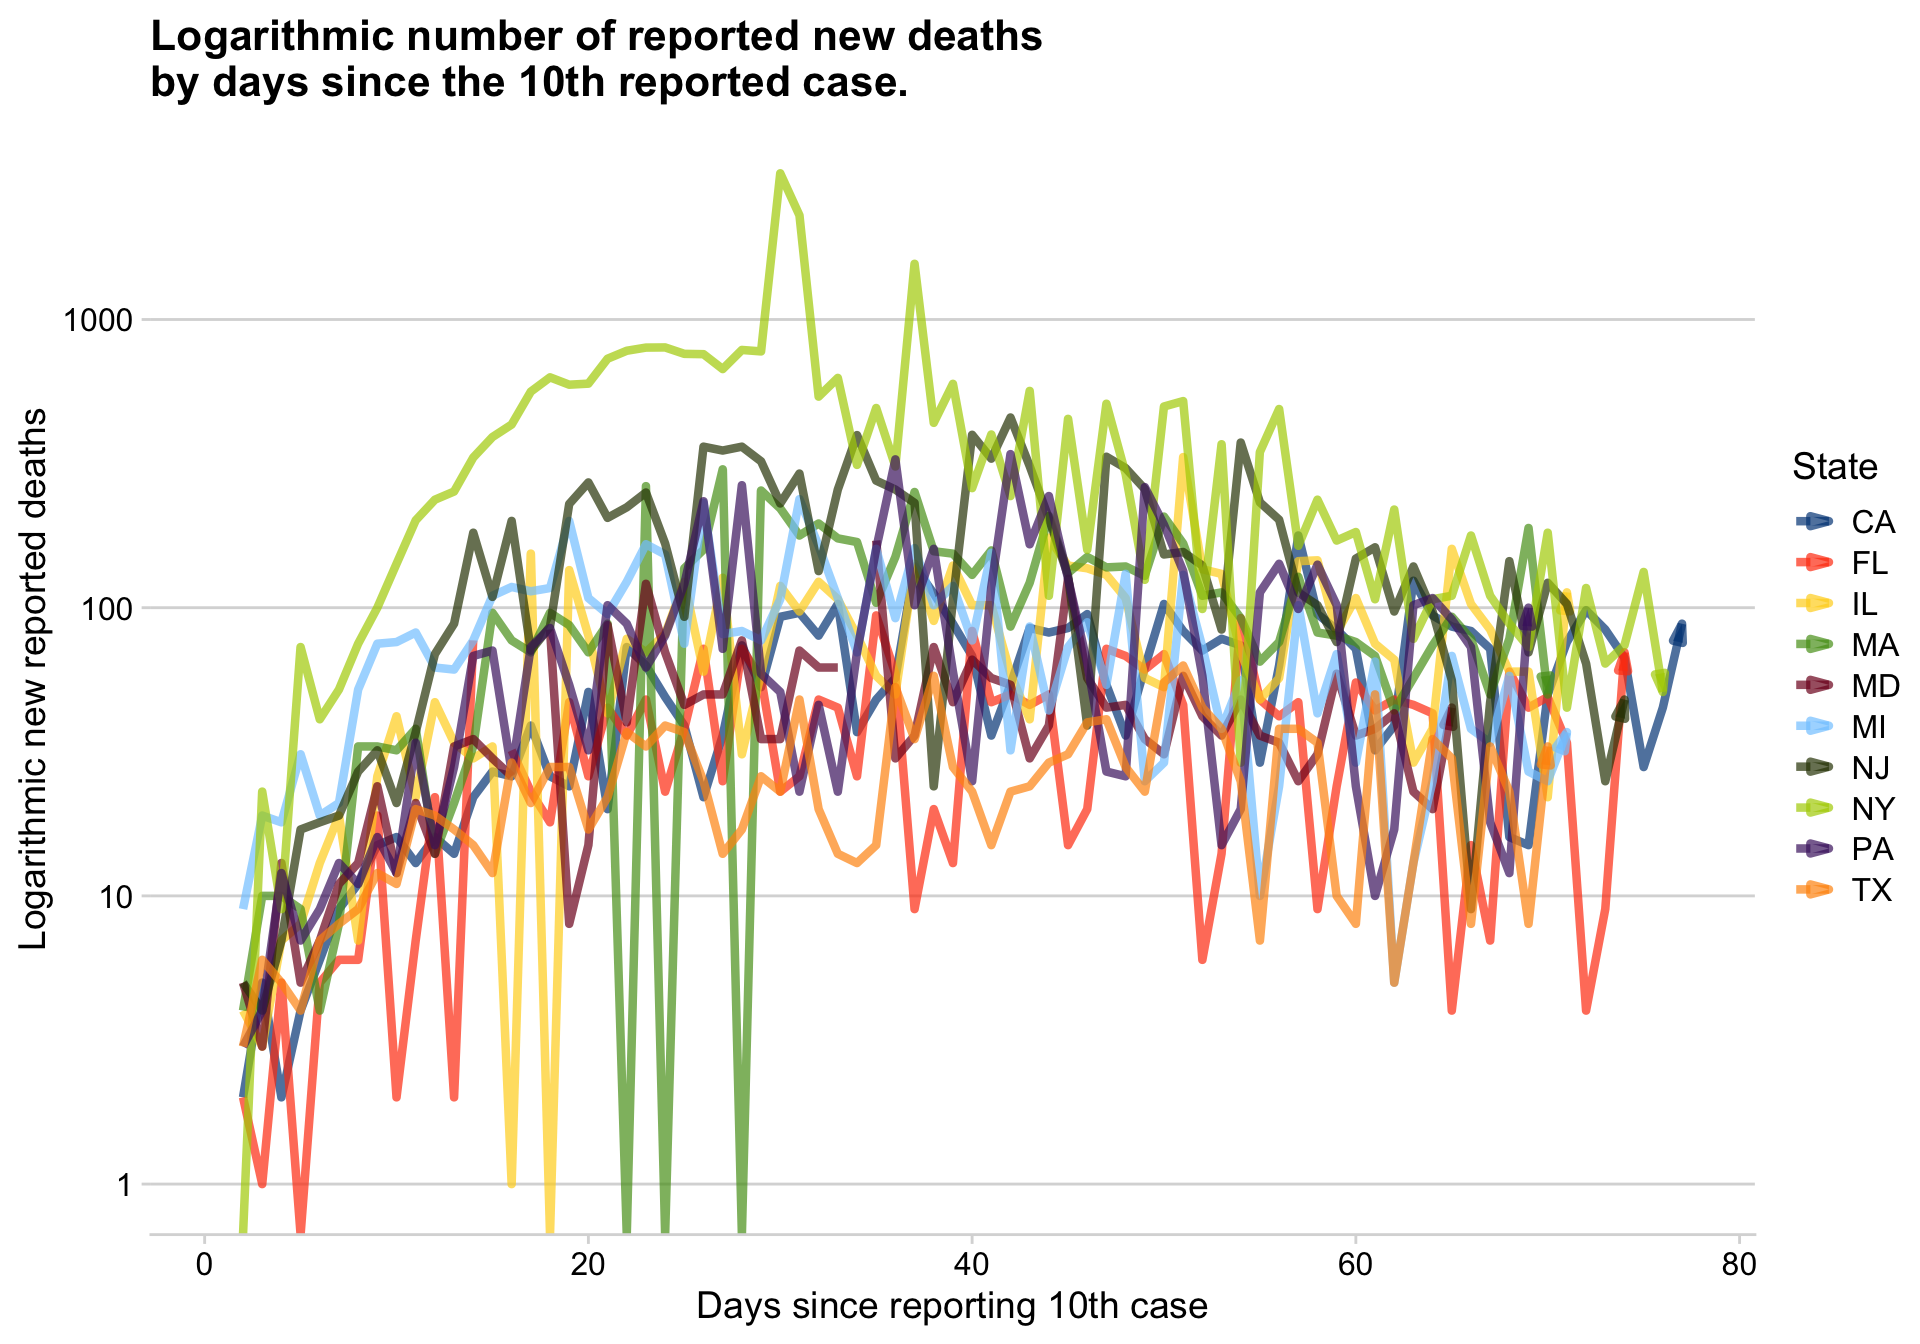 Logarithmic number of reported new deaths
by days since the 10th reported case.
Logarithmic new reported deaths
1000
100
10
1
0
20
40
60
80
Days since reporting 10th case
State
CA
FL
IL
MA
MD
MI
NJ
NY
PA
TX